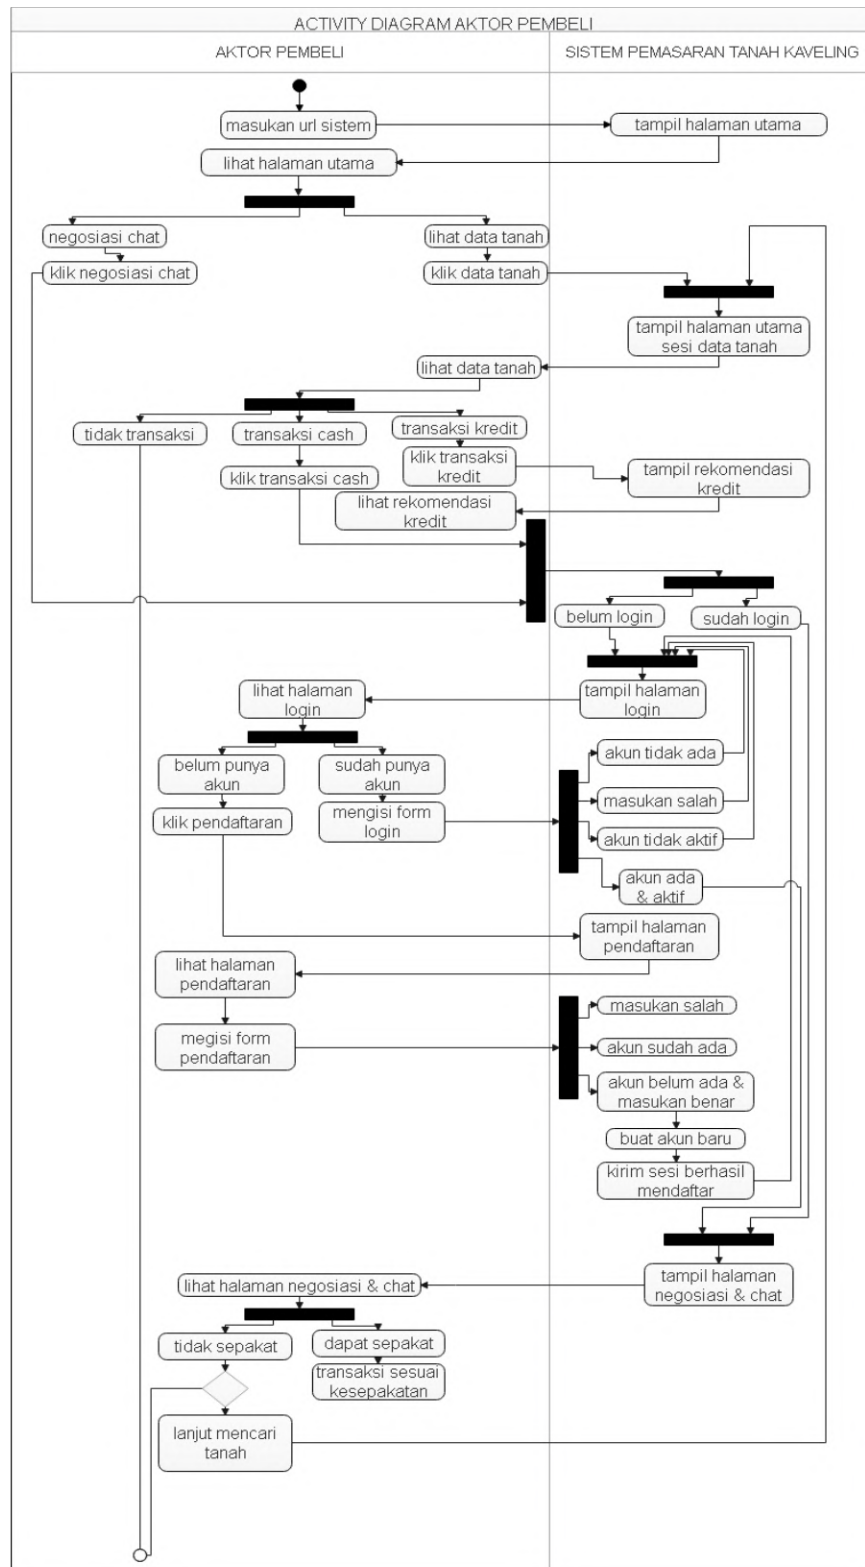 ACTIVITY DIAGRAM AKTOR PEMBELI
AKTOR PEMBELI
SISTEM PEMASARAN TANAH KAVELING
masukan url sistem
tampil halaman utama
lihat halaman utama
negosiasi chat
lihat data tanah
klik negosiasi chat
klik data tanah
tampil halaman utama
sesi data tanah
lihat data tanah
tidak transaksi
transaksi cash
transaksi kredit
klik transaksi cash
klik transaksi
kredit
tampil rekomendasi
kredit
lihat rekomendasi
kredit
belum login
sudah login
lihat halaman
login
tampil halaman
login
belum punya
akun
sudah punya
akun
akun tidak ada
klik pendaftaran
mengisi form
login
masukan salah
akun tidak aktif
akun ada
& aktif
tampil halaman
pendaftaran
lihat halaman
pendaftaran
megisi form
pendaftaran
masukan salah
akun sudah ada
akun belum ada &
masukan benar
buat akun baru
kirim sesi berhasil
mendaftar
lihat halaman negosiasi & chat
tampil halaman
negosiasi & chat
tidak sepakat
dapat sepakat
transaksi sesuai
kesepakatan
lanjut mencari
tanah